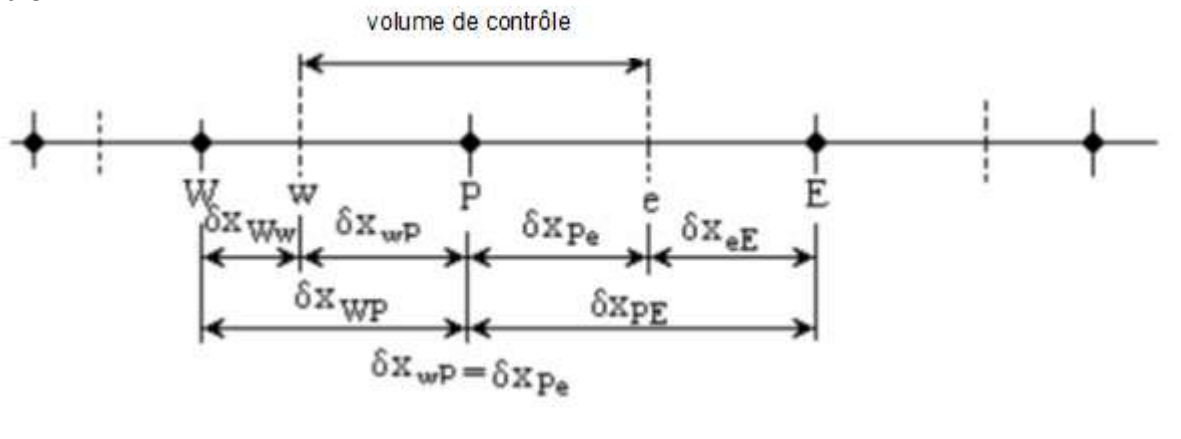 volume de contrôle
W w P e E
δx_Ww δx_wP δx_Pe δx_eE
δx_WP δx_PE
δx_wP=δx_Pe